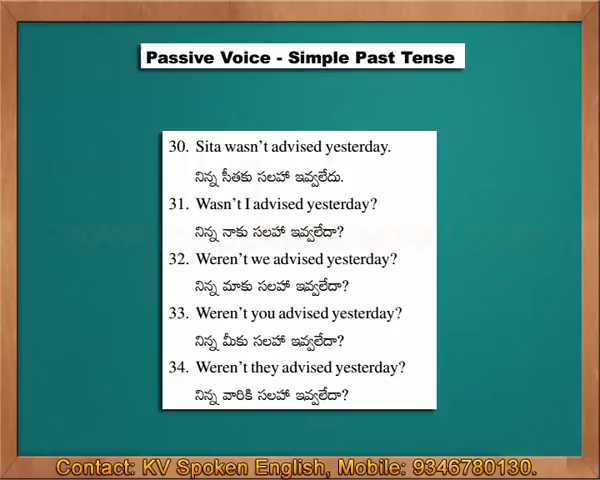 Passive Voice - Simple Past Tense
30. Sita wasn't advised yesterday.
నిన్న సీతకు సలహా ఇవ్వలేదు.
31. Wasn't I advised yesterday?
నిన్న నాకు సలహా ఇవ్వలేదా?
32. Weren't we advised yesterday?
నిన్న మాకు సలహా ఇవ్వలేదా?
33. Weren't you advised yesterday?
నిన్న మీకు సలహా ఇవ్వలేదా?
34. Weren't they advised yesterday?
నిన్న వారికి సలహా ఇవ్వలేదా?
Contact: KV Spoken English, Mobile: 9346780130.